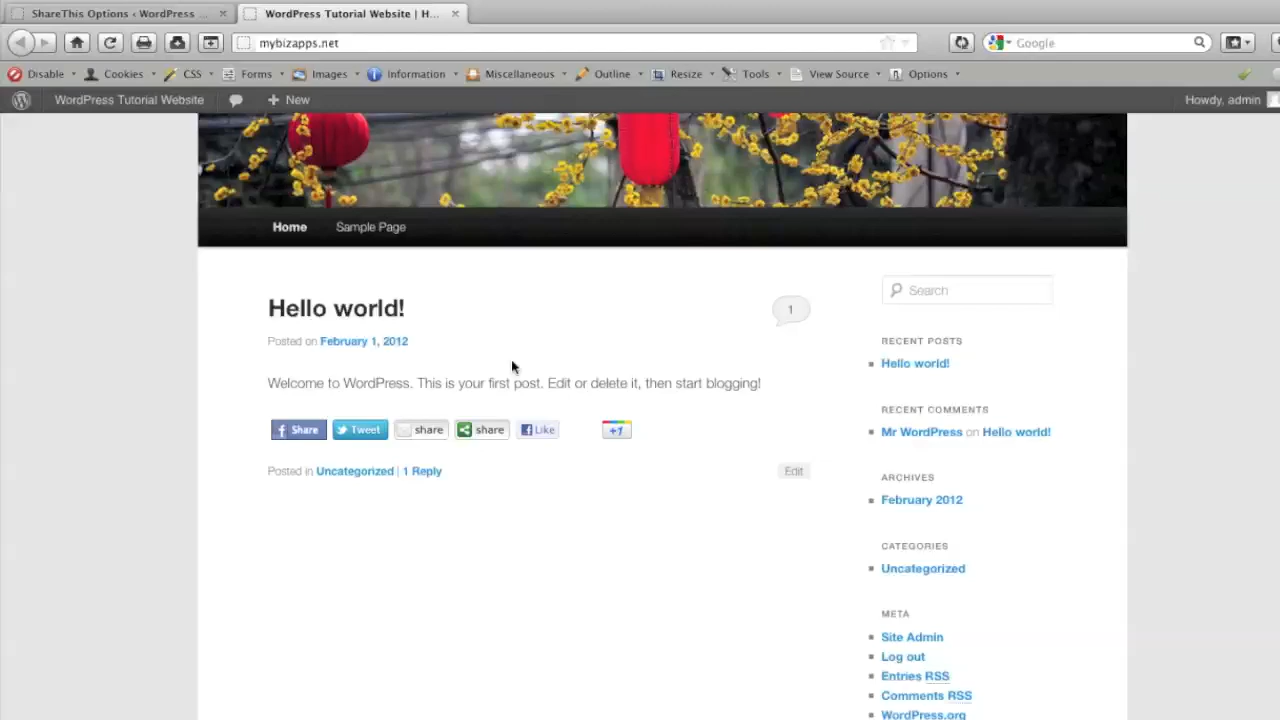 ShareThis Options ‹ WordPress ...
WordPress Tutorial Website | H...
mybizapps.net
Google
Disable Cookies CSS Forms Images Information Miscellaneous Outline Resize Tools View Source Options
WordPress Tutorial Website New Howdy, admin
Home Sample Page
Hello world!
1
Posted on February 1, 2012
Welcome to WordPress. This is your first post. Edit or delete it, then start blogging!
Share Tweet share share Like +1
Posted in Uncategorized | 1 Reply
Edit
Search
RECENT POSTS
Hello world!
RECENT COMMENTS
Mr WordPress on Hello world!
ARCHIVES
February 2012
CATEGORIES
Uncategorized
META
Site Admin
Log out
Entries RSS
Comments RSS
WordPress.org